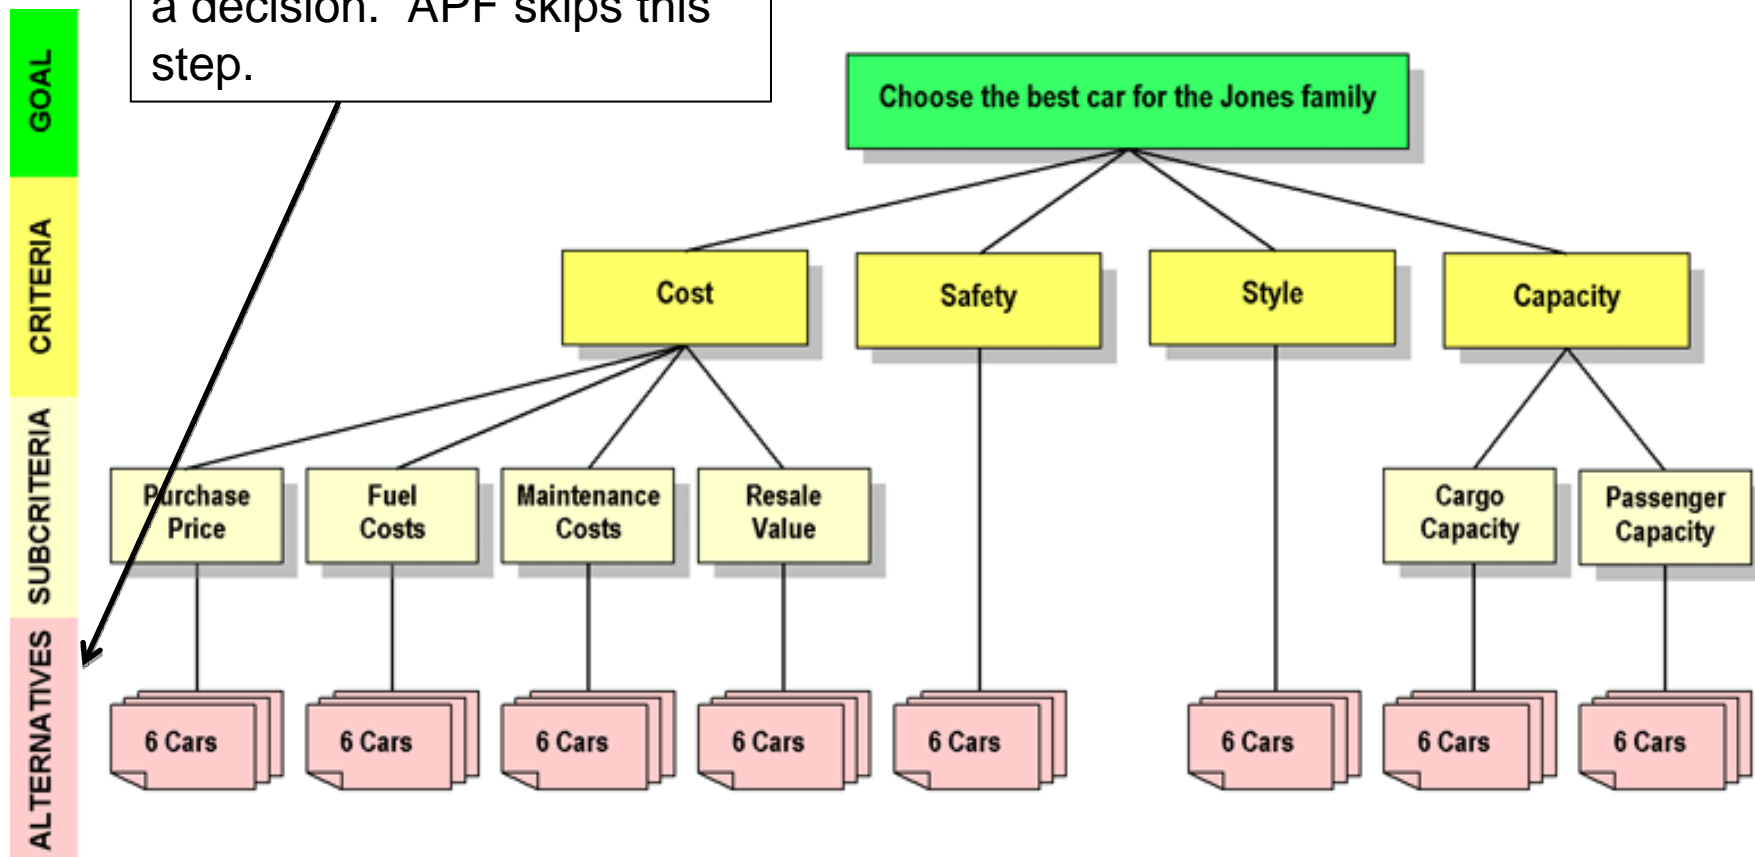 a decision. APF skips this
step.
GOAL
Choose the best car for the Jones family
CRITERIA
Cost
Safety
Style
Capacity
SUBCRITERIA
Purchase
Price
Fuel
Costs
Maintenance
Costs
Resale
Value
Cargo
Capacity
Passenger
Capacity
ALTERNATIVES
6 Cars
6 Cars
6 Cars
6 Cars
6 Cars
6 Cars
6 Cars
6 Cars